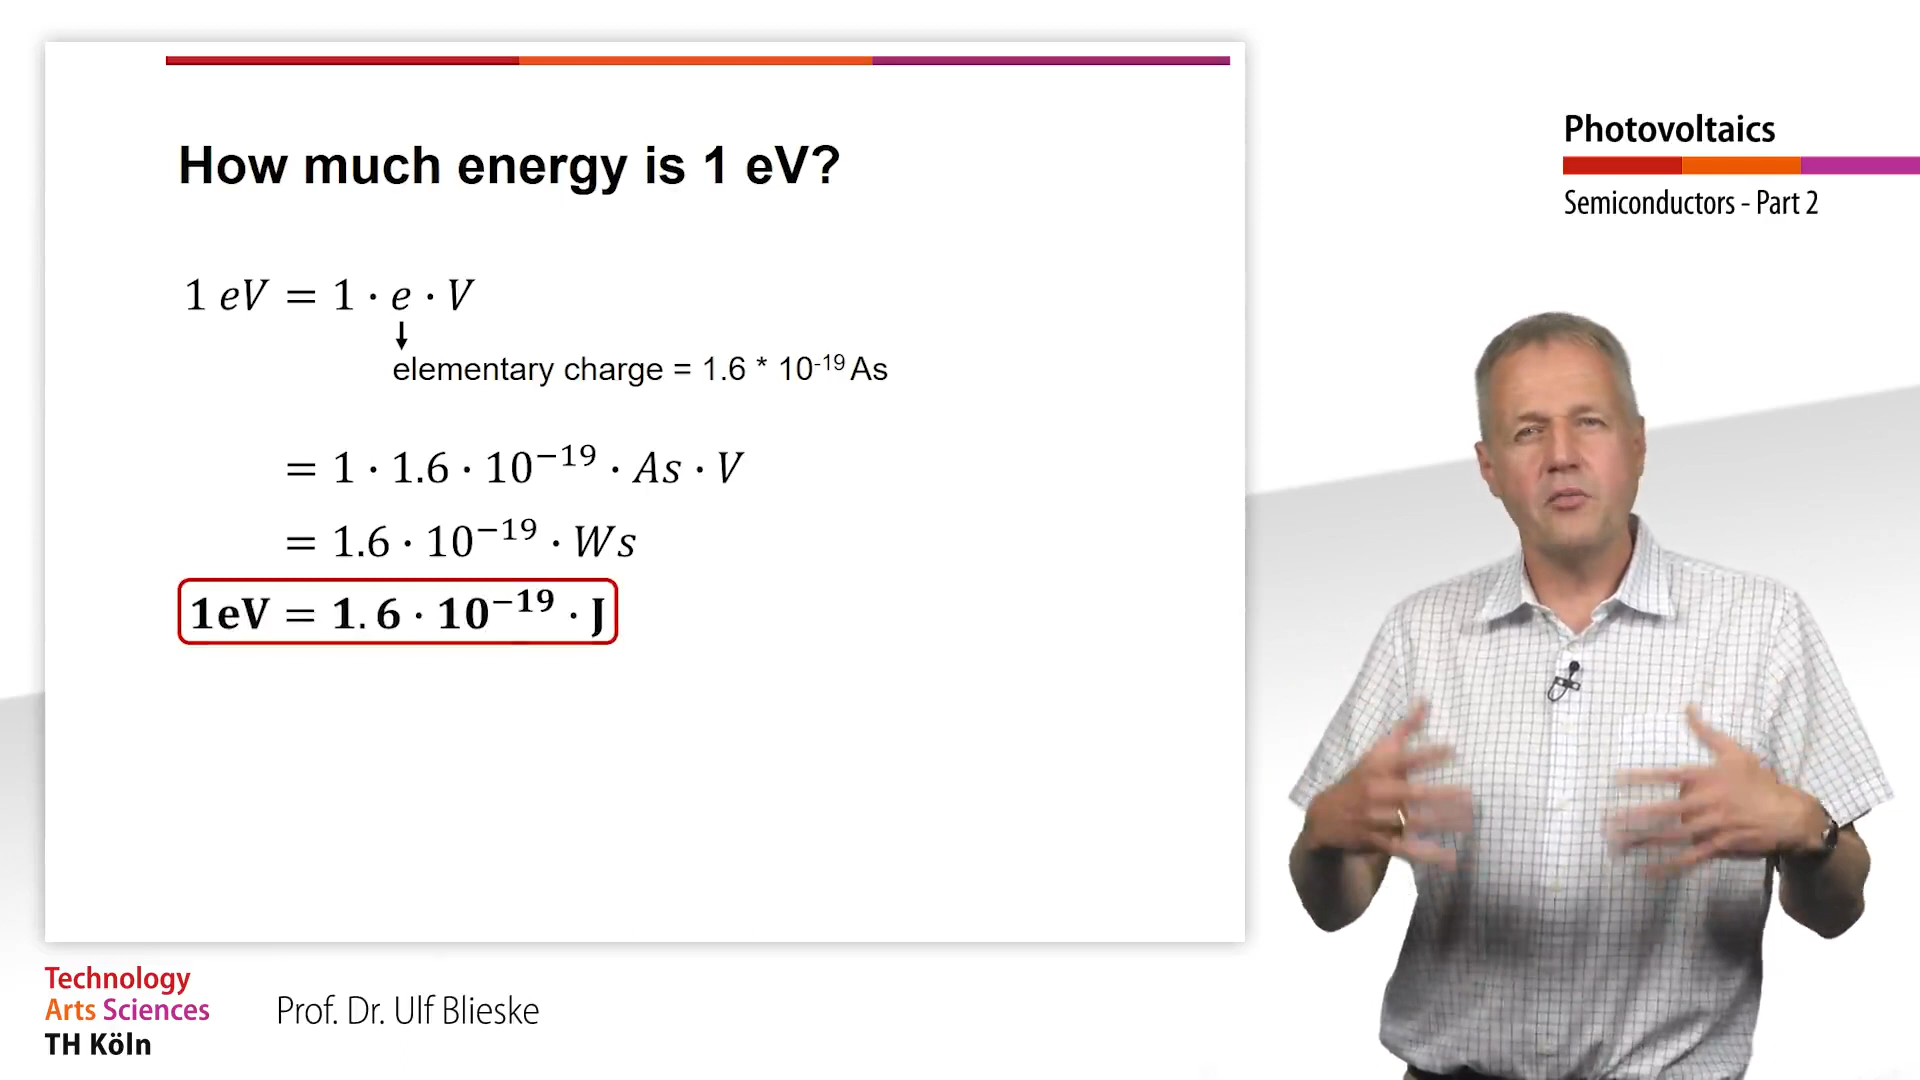 How much energy is 1 eV?
1 eV = 1 · e · V
elementary charge = 1.6 * 10⁻¹⁹ As
= 1 · 1.6 · 10⁻¹⁹ · As · V
= 1.6 · 10⁻¹⁹ · Ws
1eV = 1.6 · 10⁻¹⁹ · J
Photovoltaics
Semiconductors - Part 2
Technology
Arts Sciences
TH Köln
Prof. Dr. Ulf Blieske